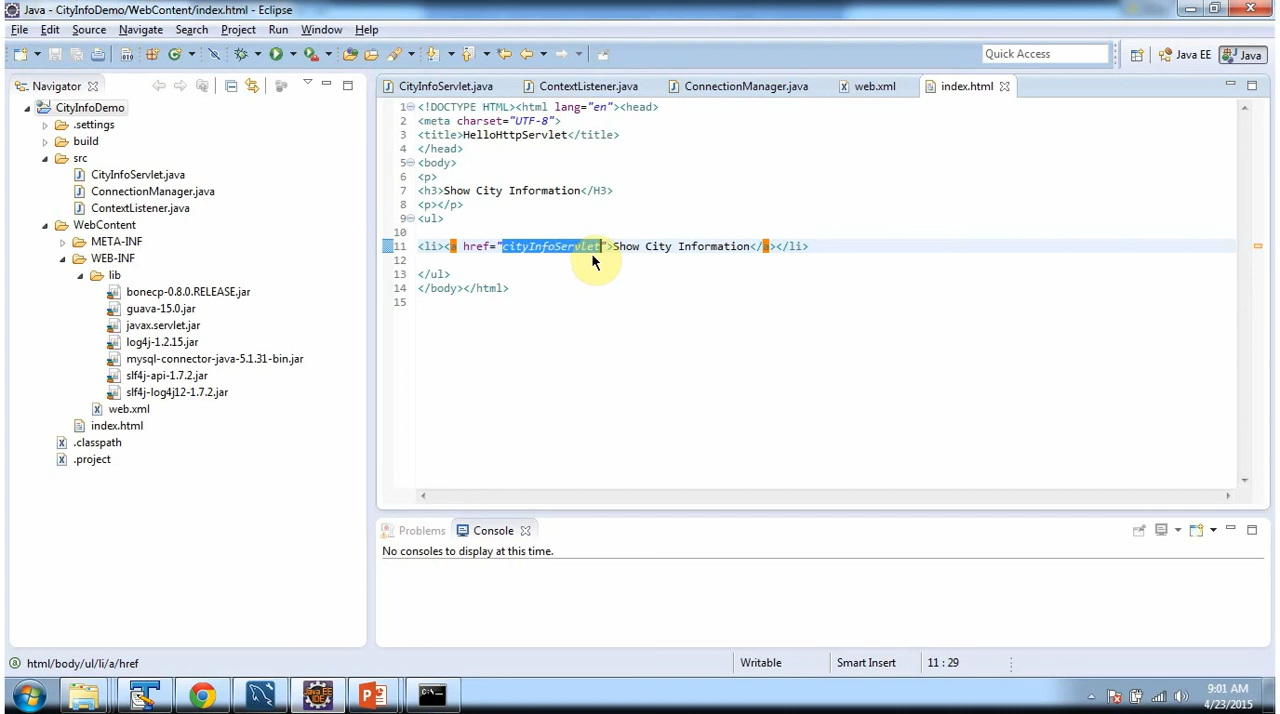 Java - CityInfoDemo/WebContent/index.html - Eclipse
File Edit Source Navigate Search Project Run Window Help
Quick Access Java EE Java
Navigator
CityInfoDemo
.settings
build
src
CityInfoServlet.java
ConnectionManager.java
ContextListener.java
WebContent
META-INF
WEB-INF
lib
bonecp-0.8.0.RELEASE.jar
guava-15.0.jar
javax.servlet.jar
log4j-1.2.15.jar
mysql-connector-java-5.1.31-bin.jar
slf4j-api-1.7.2.jar
slf4j-log4j12-1.7.2.jar
web.xml
index.html
.classpath
.project
CityInfoServlet.java ContextListener.java ConnectionManager.java web.xml index.html
1 <!DOCTYPE HTML><html lang="en"><head>
2 <meta charset="UTF-8">
3 <title>HelloHttpServlet</title>
4 </head>
5 <body>
6 <p>
7 <h3>Show City Information</H3>
8 <p></p>
9 <ul>
10
11 <li><a href="cityInfoServlet">Show City Information</a></li>
12
13 </ul>
14 </body></html>
15
Problems Console
No consoles to display at this time.
html/body/ul/li/a/href Writable Smart Insert 11 : 29
Java EE
IDE
9:01 AM
4/23/2015